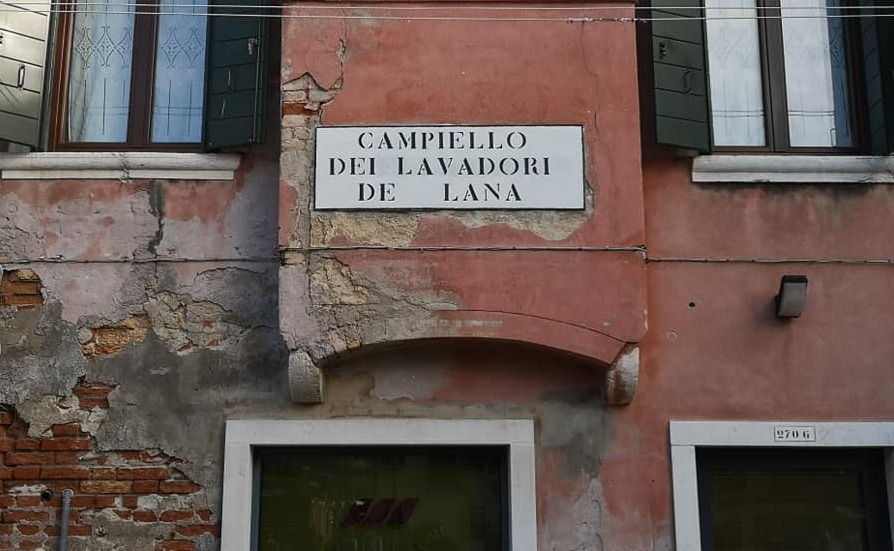 CAMPIELLO
DEI LAVADORI
DE LANA
2706